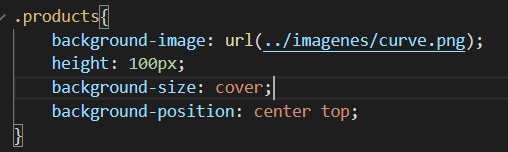 .products{
background-image: url(../imagenes/curve.png);
height: 100px;
background-size: cover;
background-position: center top;
}